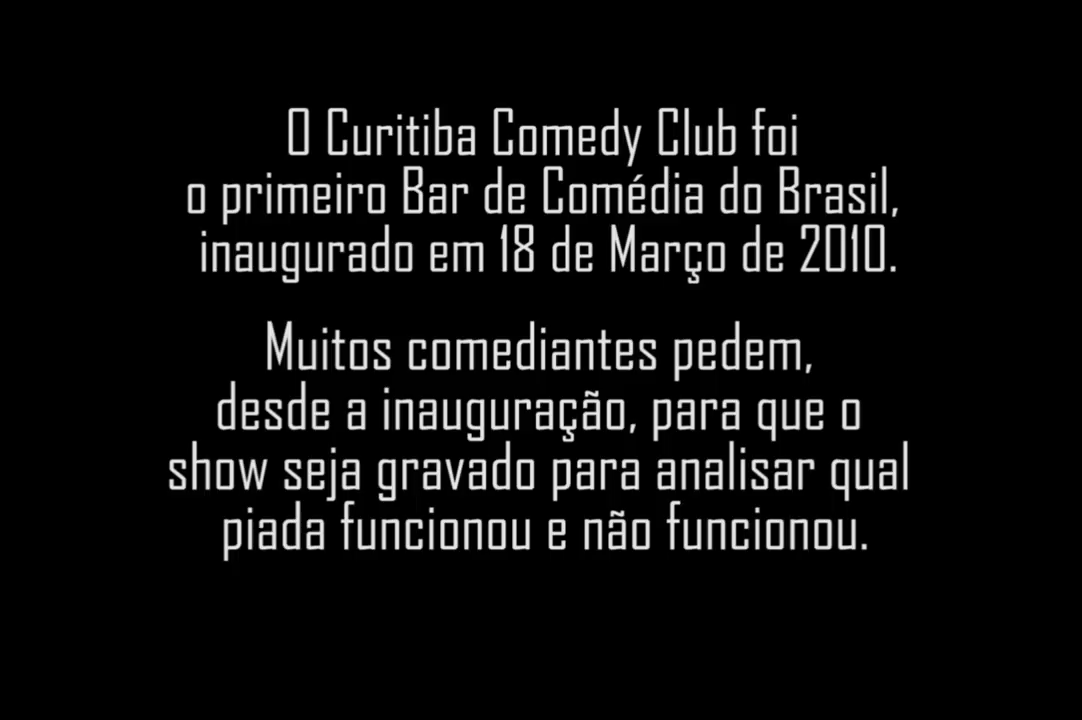 O Curitiba Comedy Club foi
o primeiro Bar de Comédia do Brasil,
inaugurado em 18 de Março de 2010.
Muitos comediantes pedem,
desde a inauguração, para que o
show seja gravado para analisar qual
piada funcionou e não funcionou.